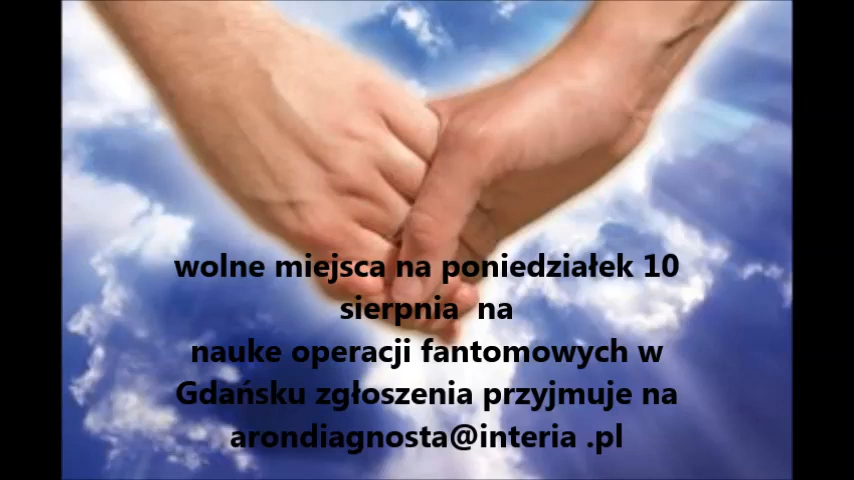 wolne miejsca na poniedziałek 10
sierpnia na
nauke operacji fantomowych w
Gdańsku zgłoszenia przyjmuje na
arondiagnosta@interia .pl